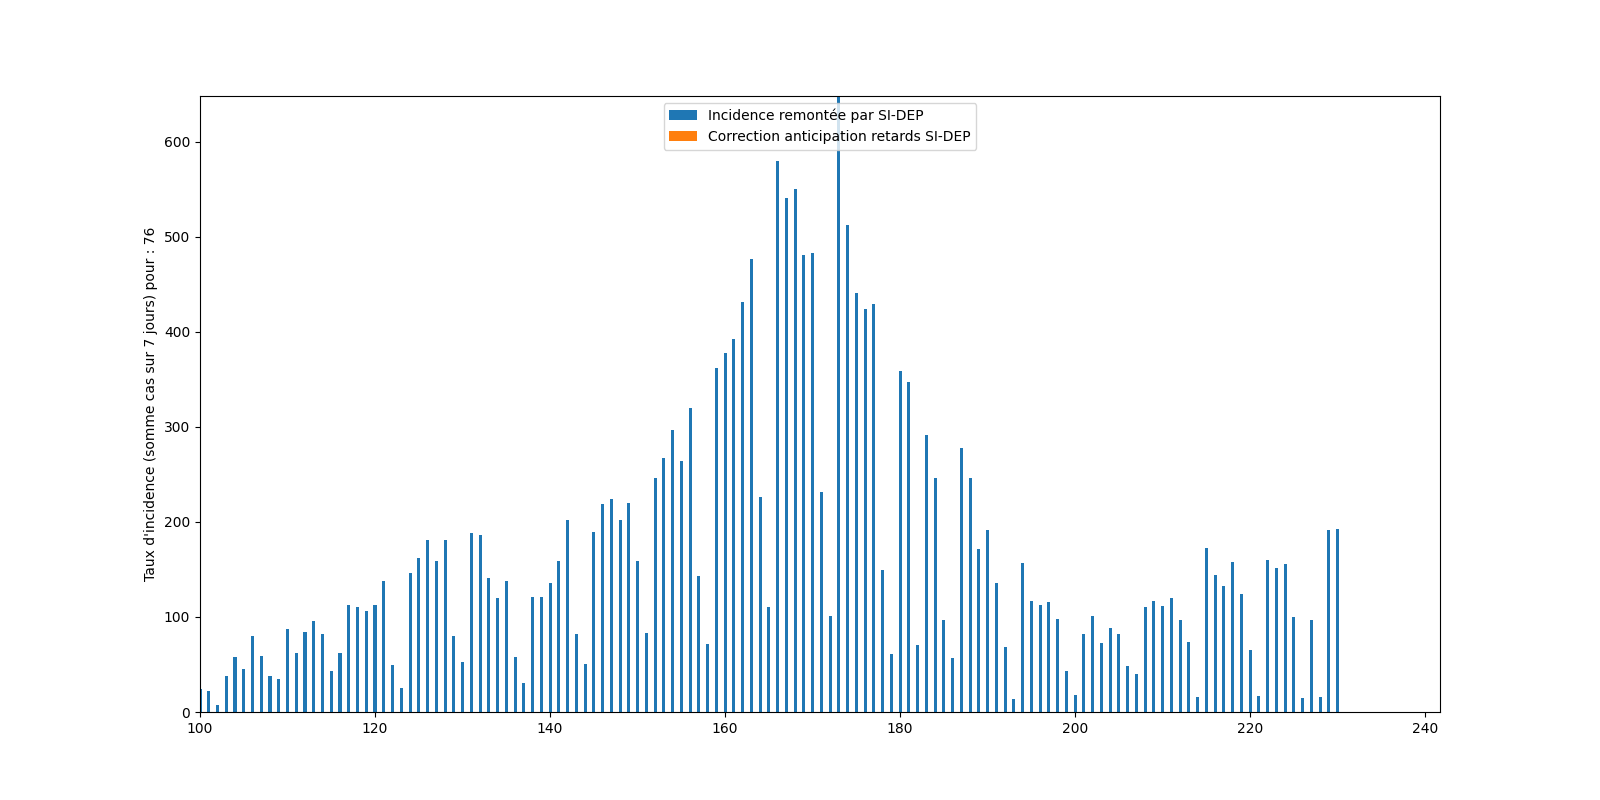 Incidence remontée par SI-DEP
Correction anticipation retards SI-DEP
Taux d'incidence (somme cas sur 7 jours) pour : 76
600
500
400
300
200
100
0
100 120 140 160 180 200 220 240